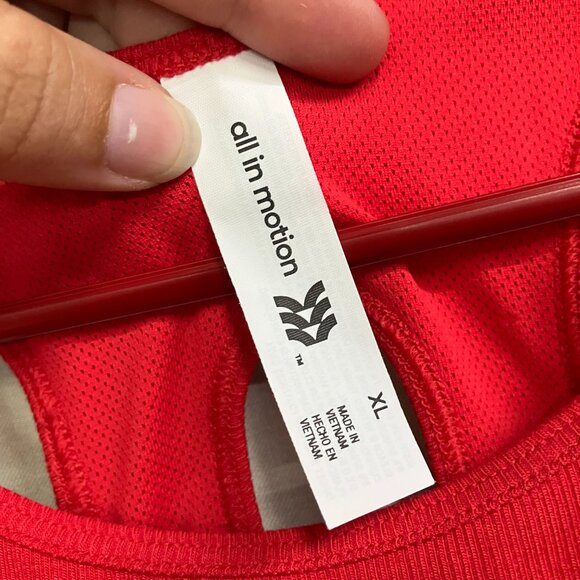 all in motion
™
XL
MADE IN
VIETNAM
HECHO EN
VIETNAM